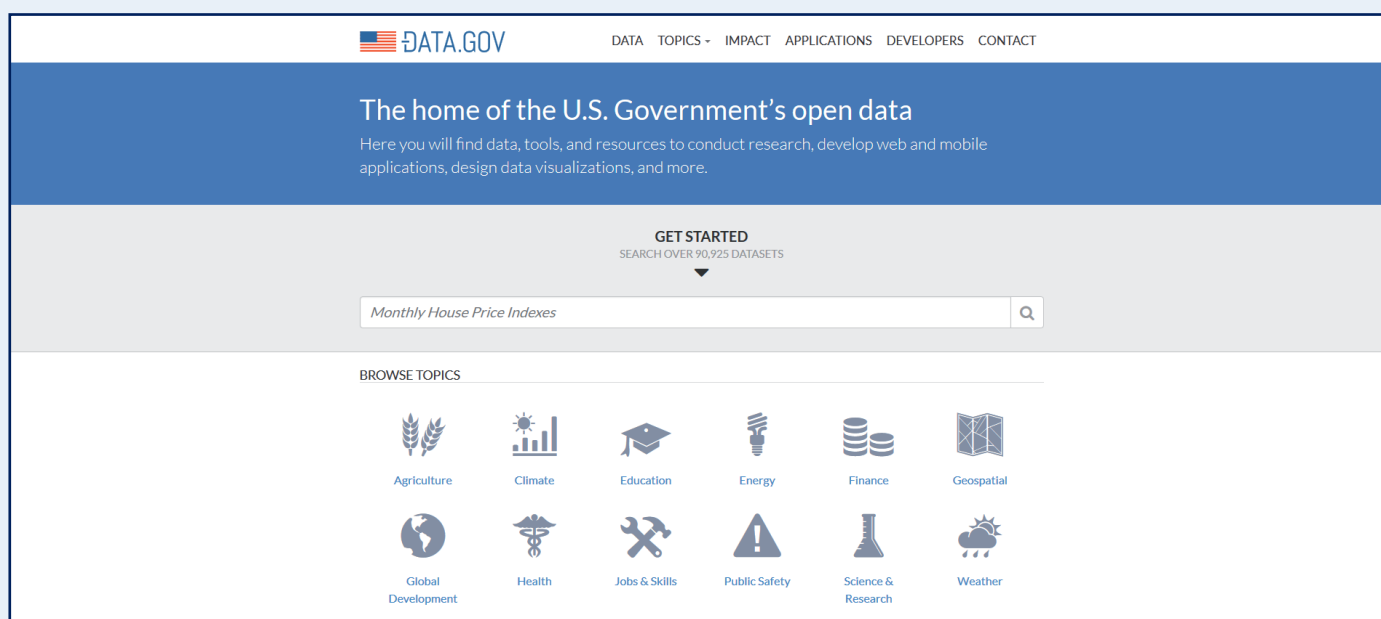 DATA.GOV
DATA TOPICS IMPACT APPLICATIONS DEVELOPERS CONTACT
The home of the U.S. Government's open data
Here you will find data, tools, and resources to conduct research, develop web and mobile
applications, design data visualizations, and more.
GET STARTED
SEARCH OVER 90,925 DATASETS
Monthly House Price Indexes
BROWSE TOPICS
Agriculture Climate Education Energy Finance Geospatial
Global Development Health Jobs & Skills Public Safety Science & Research Weather